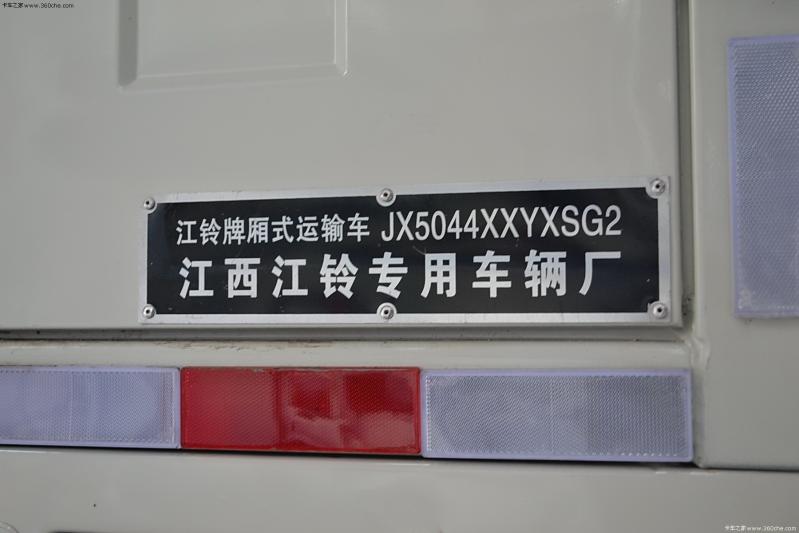 卡车之家 www.360che.com
江铃牌厢式运输车 JX5044XXYXSG2
江西江铃专用车辆厂
卡车之家 www.360che.com